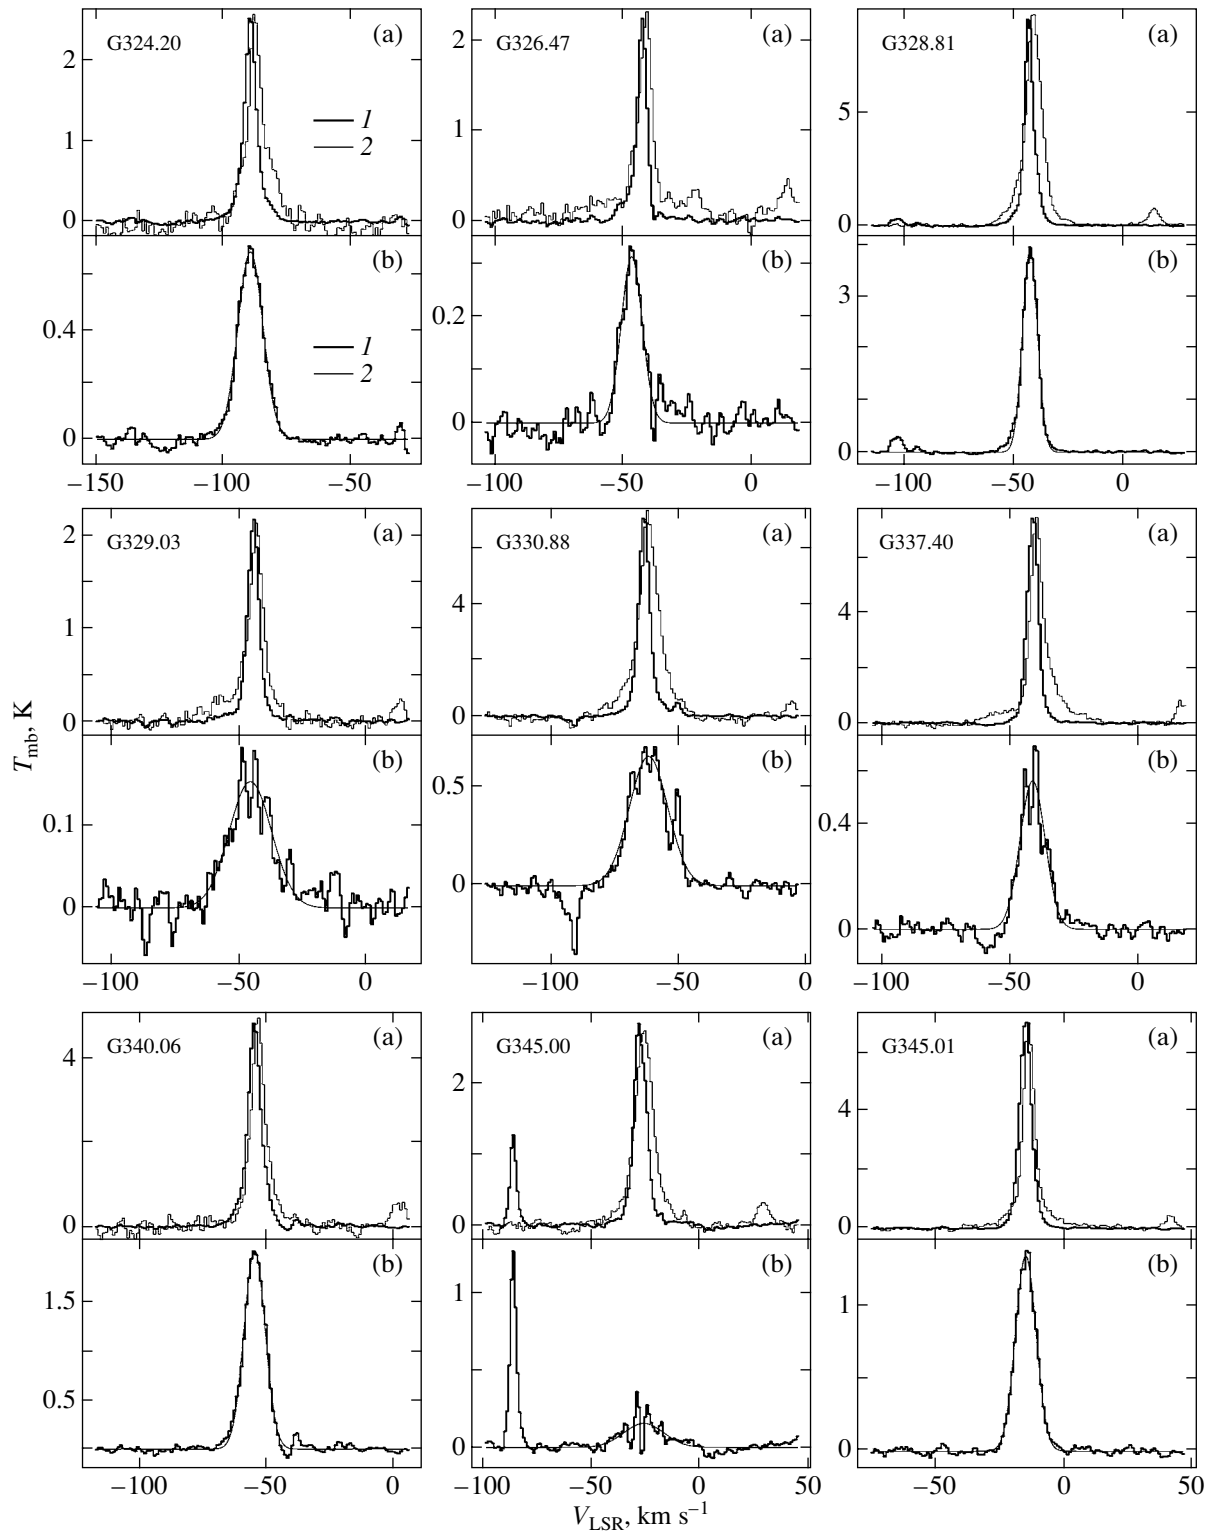 G324.20 (a)
2
1
0
1
2
(b)
0.4
0
1
2
−150 −100 −50
G326.47 (a)
2
1
0
(b)
0.2
0
−100 −50 0
G328.81 (a)
5
0
(b)
3
0
−100 −50 0
T_mb, K
G329.03 (a)
2
1
0
(b)
0.1
0
−100 −50 0
G330.88 (a)
4
0
(b)
0.5
0
−100 −50 0
G337.40 (a)
4
0
(b)
0.4
0
−100 −50 0
G340.06 (a)
4
0
(b)
1.5
0.5
−100 −50 0
G345.00 (a)
2
0
(b)
1
0
−100 −50 0 50
G345.01 (a)
4
0
(b)
1
0
−50 0 50
V_LSR, km s⁻¹